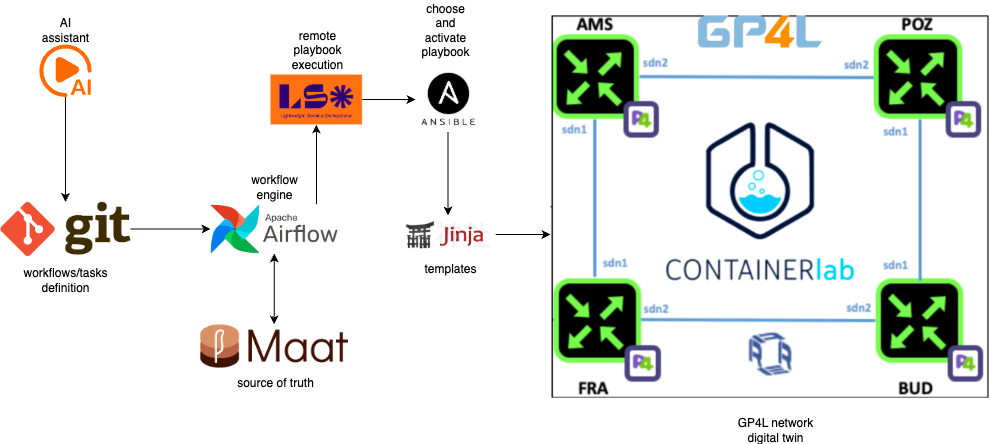 AI
assistant
AI
git
workflows/tasks
definition
workflow
engine
Apache
Airflow
Maat
source of truth
remote
playbook
execution
LSO
Lightweight Service Orchestrator
choose
and
activate
playbook
A
ANSIBLE
Jinja
templates
GP4L
AMS
POZ
sdn2
sdn2
P4
P4
sdn1
sdn1
CONTAINERlab
sdn1
sdn1
sdn2
sdn2
P4
P4
FRA
BUD
GP4L network
digital twin